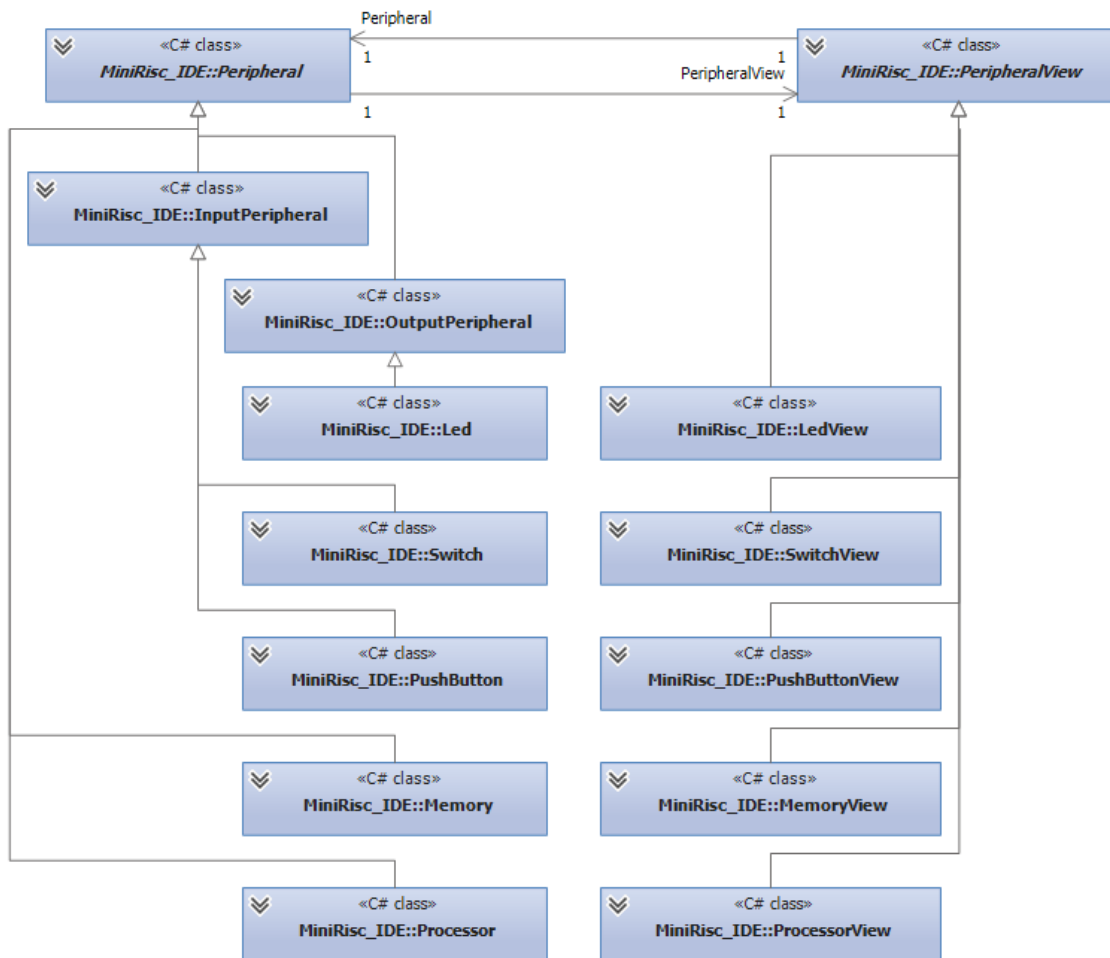 Peripheral
«C# class»
MiniRisc_IDE::Peripheral
«C# class»
MiniRisc_IDE::PeripheralView
1
1
PeripheralView
1
1
«C# class»
MiniRisc_IDE::InputPeripheral
«C# class»
MiniRisc_IDE::OutputPeripheral
«C# class»
MiniRisc_IDE::Led
«C# class»
MiniRisc_IDE::LedView
«C# class»
MiniRisc_IDE::Switch
«C# class»
MiniRisc_IDE::SwitchView
«C# class»
MiniRisc_IDE::PushButton
«C# class»
MiniRisc_IDE::PushButtonView
«C# class»
MiniRisc_IDE::Memory
«C# class»
MiniRisc_IDE::MemoryView
«C# class»
MiniRisc_IDE::Processor
«C# class»
MiniRisc_IDE::ProcessorView